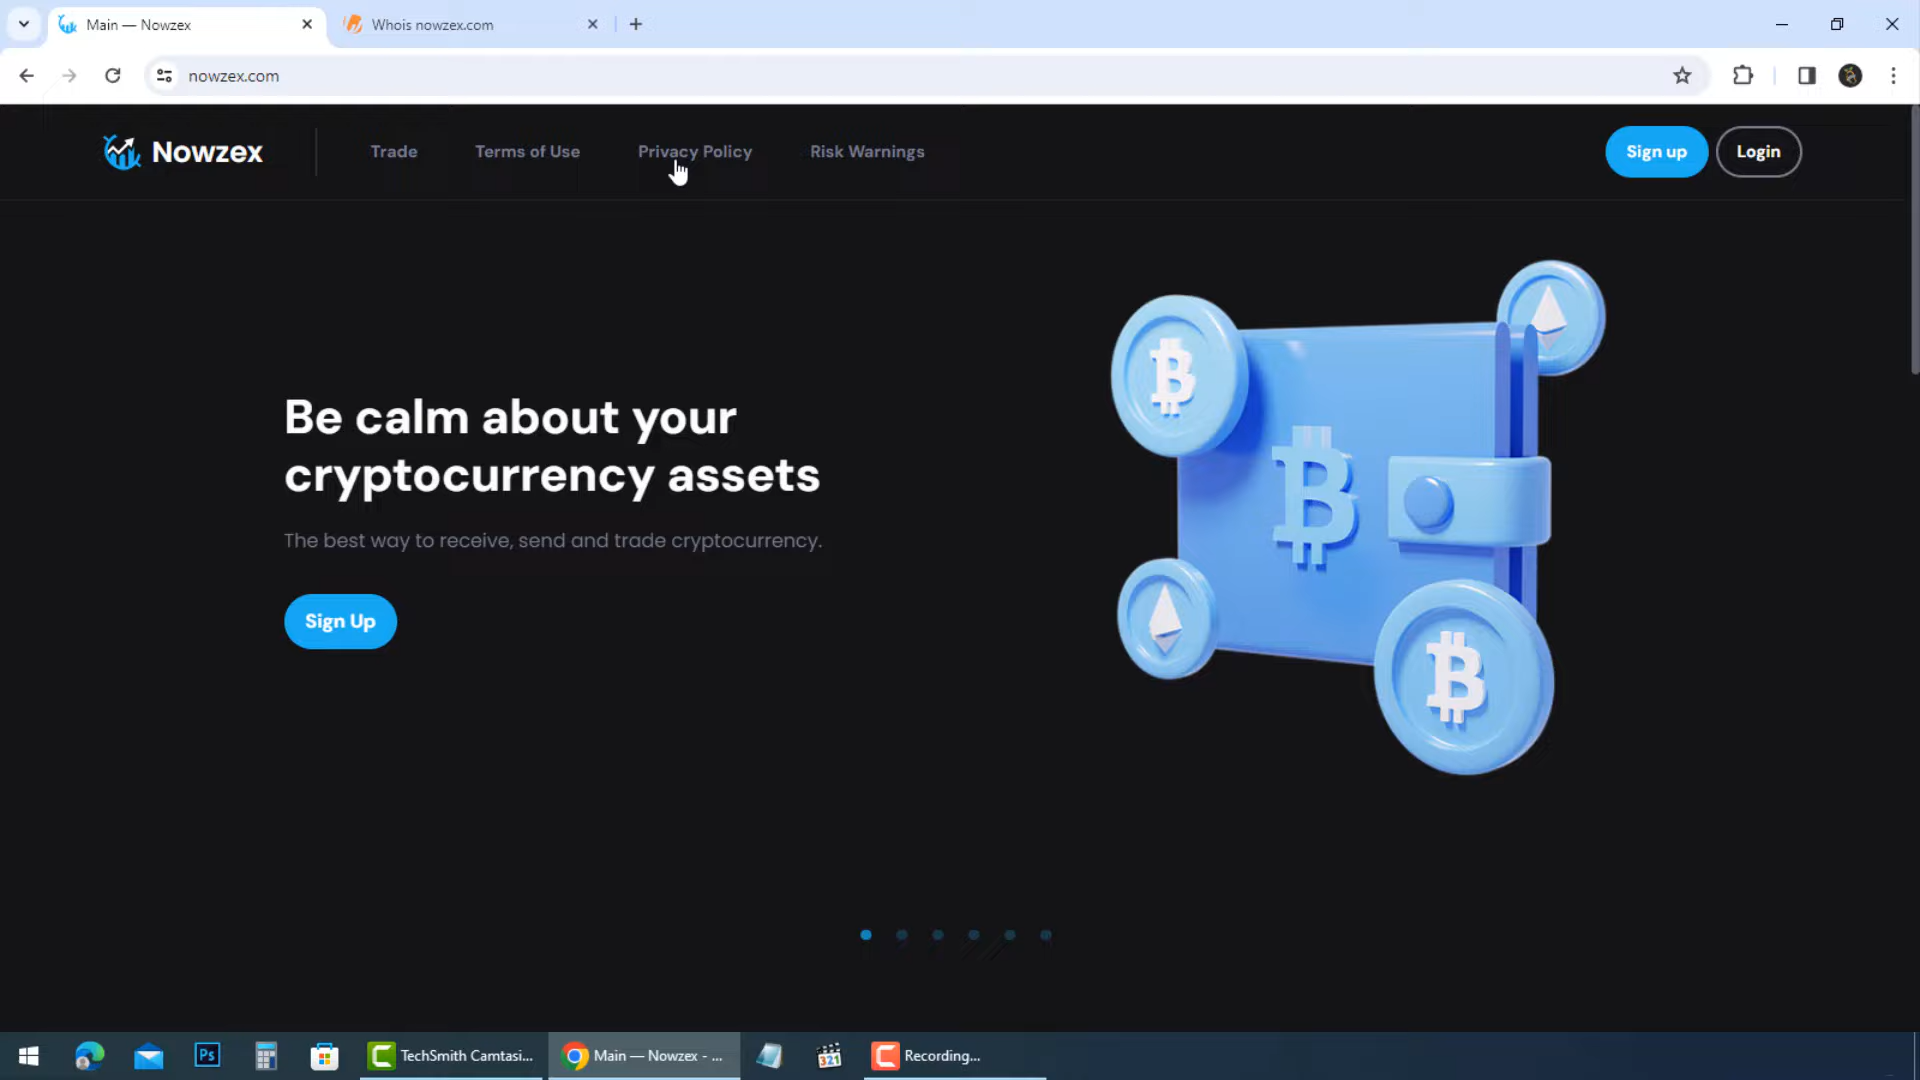 Main — Nowzex
Whois nowzex.com
nowzex.com
Nowzex
Trade
Terms of Use
Privacy Policy
Risk Warnings
Sign up
Login
Be calm about your
cryptocurrency assets
The best way to receive, send and trade cryptocurrency.
Sign Up
Ps
TechSmith Camtasi...
Main — Nowzex - ...
321
Recording...